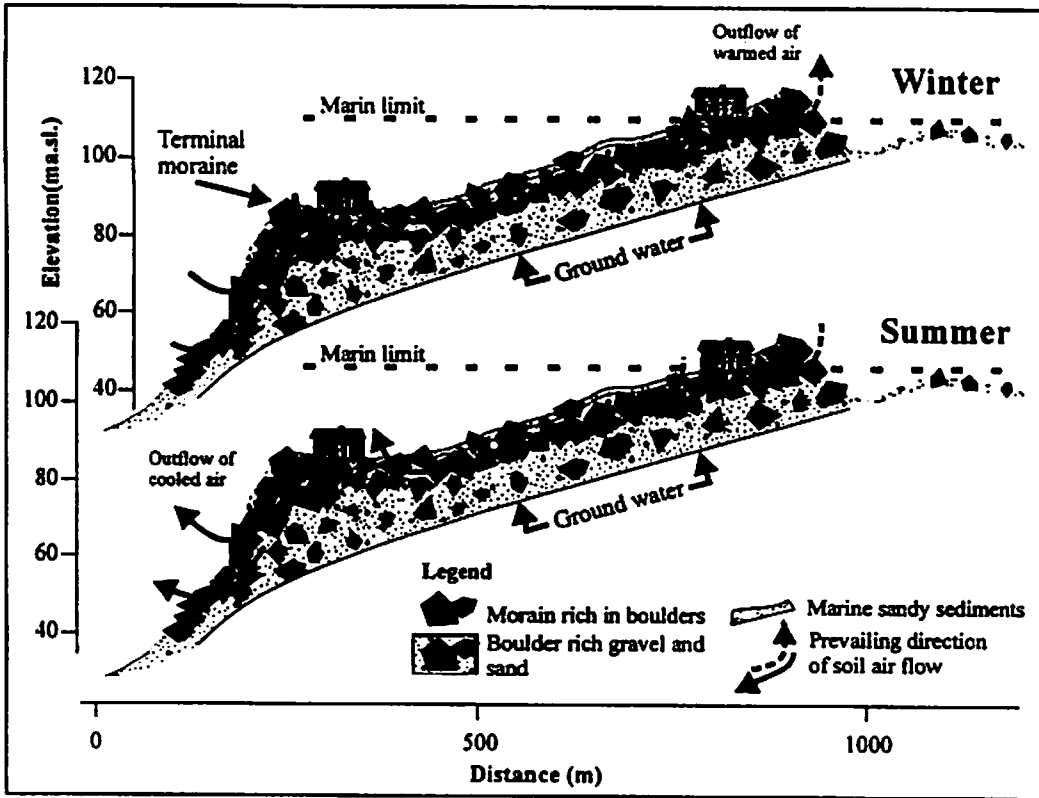 Outflow of
warmed air
Winter
120
Marin limit
Terminal
moraine
100
Elevation(ma.sl.)
80
Ground water
60
120
Summer
Marin limit
40
100
Outflow of
cooled air
80
Ground water
60
Legend
Morain rich in boulders
Marine sandy sediments
40
Boulder rich gravel and
sand
Prevailing direction
of soil air flow
0
500
1000
Distance (m)